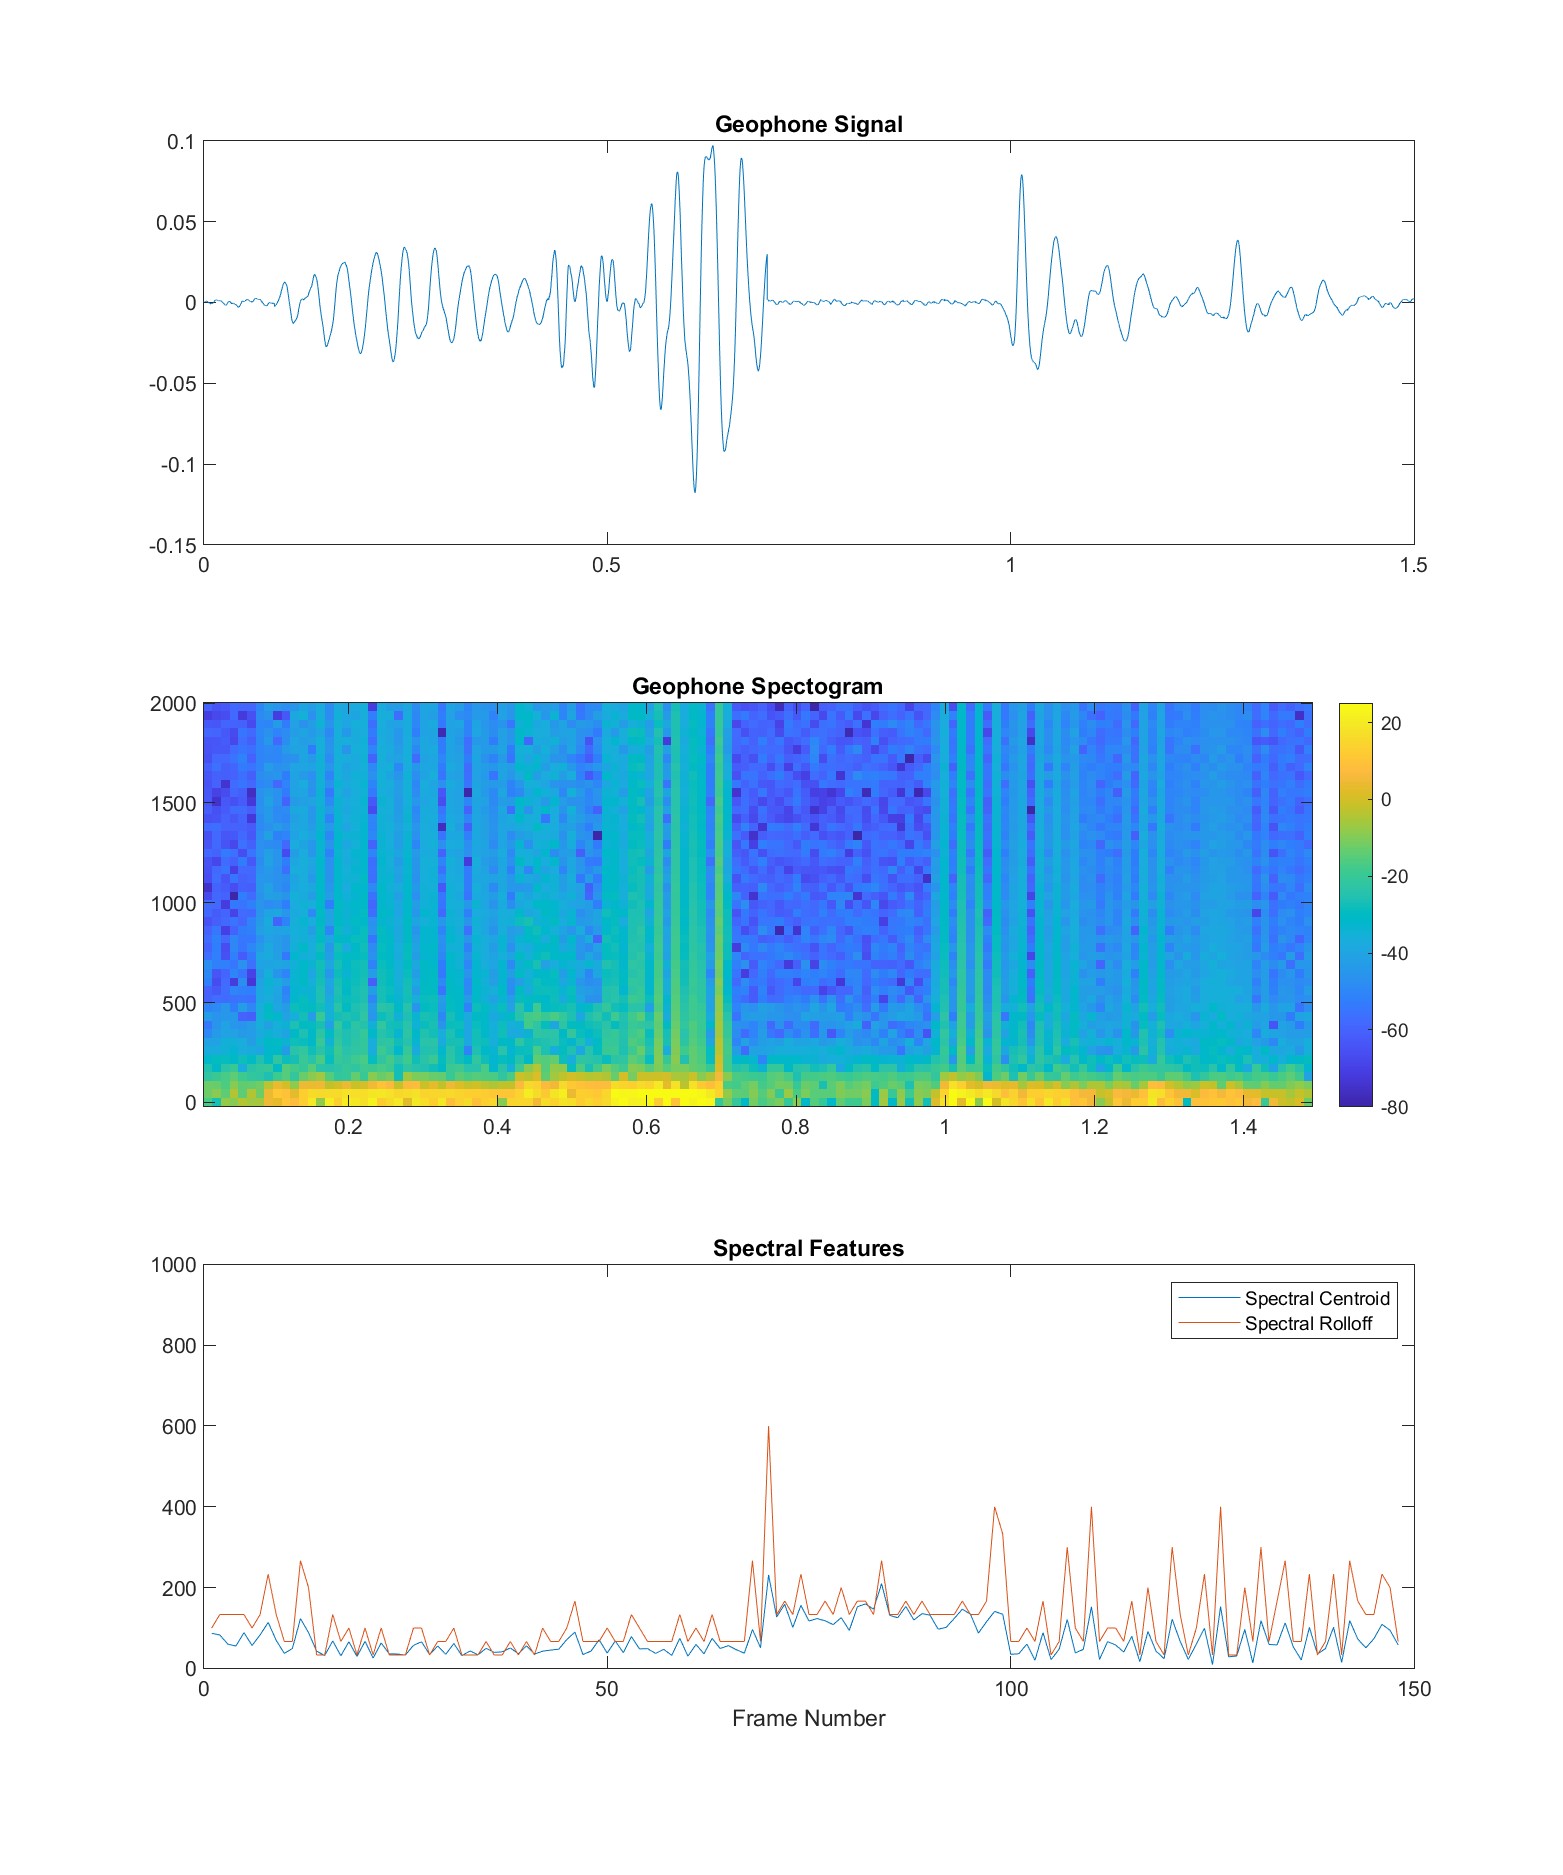 Geophone Signal
0.1
0.05
0
-0.05
-0.1
-0.15
0 0.5 1 1.5
Geophone Spectogram
2000
1500
1000
500
0
0.2 0.4 0.6 0.8 1 1.2 1.4
20
0
-20
-40
-60
-80
Spectral Features
1000
800
600
400
200
0
Spectral Centroid
Spectral Rolloff
0 50 100 150
Frame Number